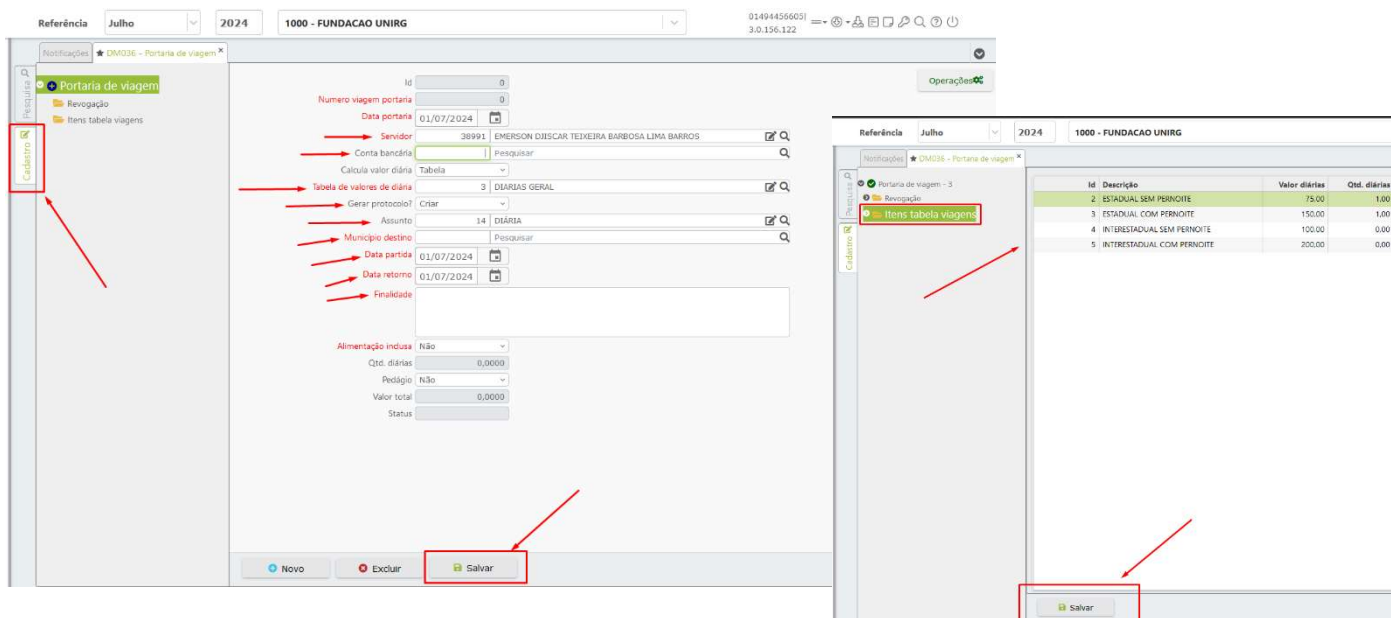 Referência Julho 2024 1000 - FUNDACAO UNIRG 01494456605|
3.0.156.122
Notificações ★ DM036 - Portaria de viagem ×
Operações
Pesquisa
Cadastro
Portaria de viagem
Revogação
Itens tabela viagens
Id 0
Numero viagem portaria 0
Data portaria 01/07/2024
Servidor 38991 EMERSON DJISCAR TEIXEIRA BARBOSA LIMA BARROS
Conta bancária Pesquisar
Calcula valor diária Tabela
Tabela de valores de diária 3 DIARIAS GERAL
Gerar protocolo? Criar
Assunto 14 DIÁRIA
Município destino Pesquisar
Data partida 01/07/2024
Data retorno 01/07/2024
Finalidade
Alimentação inclusa Não
Qtd. diárias 0,0000
Pedágio Não
Valor total 0,0000
Status
Novo Excluir Salvar
Referência Julho 2024 1000 - FUNDACAO UNIRG
Notificações ★ DM036 - Portaria de viagem ×
Pesquisa
Cadastro
Portaria de viagem - 3
Revogação
Itens tabela viagens
Id Descrição Valor diárias Qtd. diárias
2 ESTADUAL SEM PERNOITE 75,00 1,00
3 ESTADUAL COM PERNOITE 150,00 1,00
4 INTERESTADUAL SEM PERNOITE 100,00 0,00
5 INTERESTADUAL COM PERNOITE 200,00 0,00
Salvar